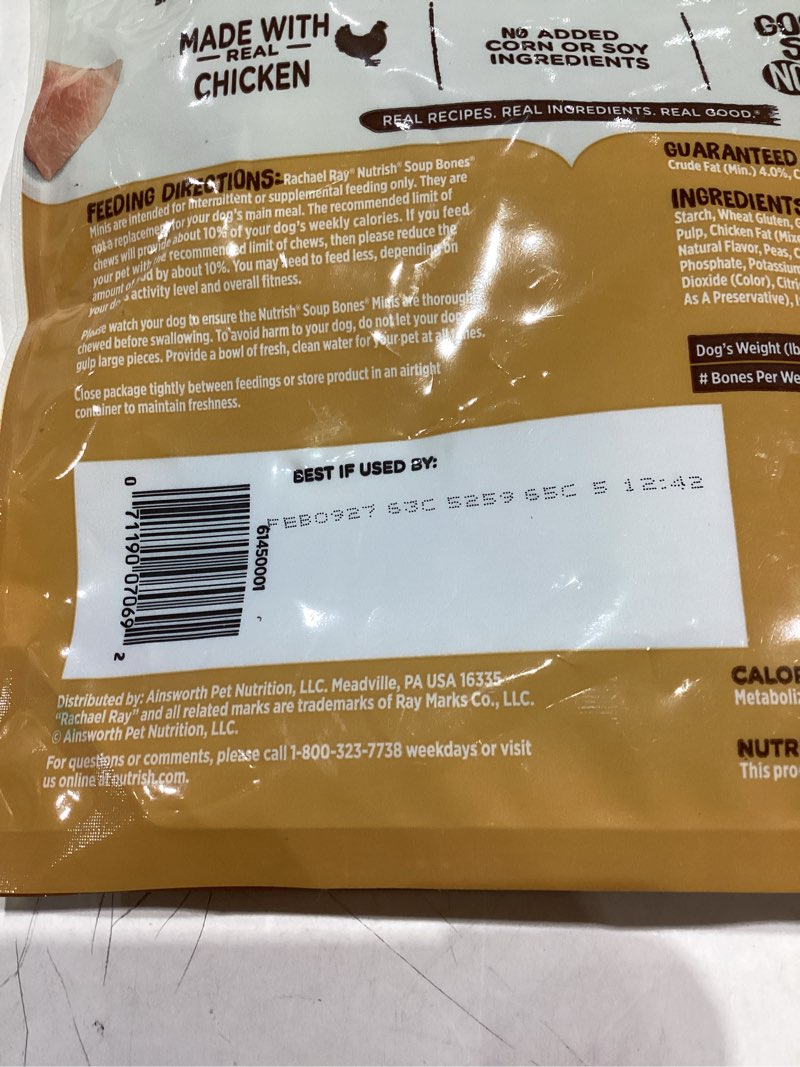 MADE WITH
REAL
CHICKEN
NO ADDED
CORN OR SOY
INGREDIENTS
GO
S
NO
REAL RECIPES. REAL INGREDIENTS. REAL GOOD.
FEEDING DIRECTIONS: Rachael Ray® Nutrish® Soup Bones®
Minis are intended for intermittent or supplemental feeding only. They are
not a replacement for your dog's main meal. The recommended limit of
chews will provide about 10% of your dog's weekly calories. If you feed
your pet with the recommended limit of chews, then please reduce the
amount of food by about 10%. You may need to feed less, depending on
your dog's activity level and overall fitness.
Please watch your dog to ensure the Nutrish® Soup Bones® Minis are thoroughly
chewed before swallowing. To avoid harm to your dog, do not let your dog
gulp large pieces. Provide a bowl of fresh, clean water for your pet at all times.
Close package tightly between feedings or store product in an airtight
container to maintain freshness.
GUARANTEED
Crude Fat (Min.) 4.0%, C
INGREDIENTS
Starch, Wheat Gluten, G
Pulp, Chicken Fat (Mixe
Natural Flavor, Peas, C
Phosphate, Potassium
Dioxide (Color), Citri
As A Preservative),
Dog's Weight (lb
# Bones Per We
BEST IF USED BY:
FEB0927 63C 5259 65C 5 12:42
0 71190 07069 2
61450001
Distributed by: Ainsworth Pet Nutrition, LLC. Meadville, PA USA 16335
"Rachael Ray" and all related marks are trademarks of Ray Marks Co., LLC.
© Ainsworth Pet Nutrition, LLC.
For questions or comments, please call 1-800-323-7738 weekdays or visit
us online at nutrish.com.
CALOR
Metaboliz
NUTR
This pro